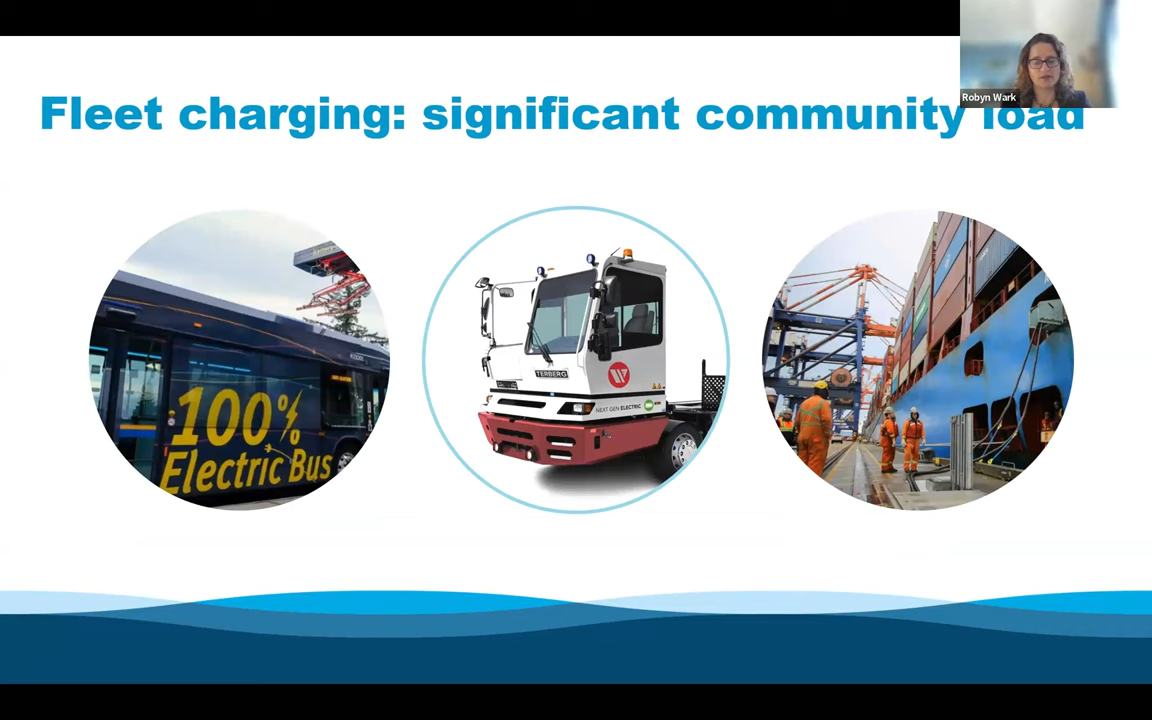 Robyn Wark
Fleet charging: significant community load
100%
Electric Bus
TERBERG
NEXT GEN ELECTRIC